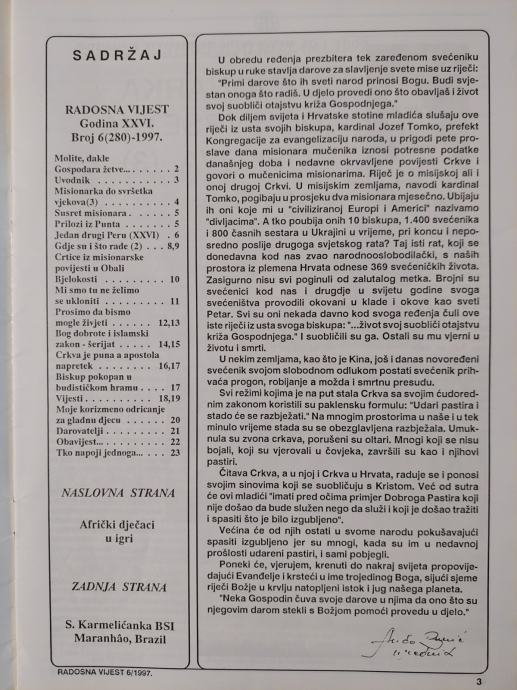 SADRŽAJ
RADOSNA VIJEST
Godina XXVI.
Broj 6(280)-1997.
Molite, dakle
Gospodara žetve... . . . . . 2
Uvodnik . . . . . . . . . . 3
Misionarka do svršetka
vjekova(3) . . . . . . . . . 4
Susret misionara . . . . . . 5
Prilozi iz Punta . . . . . . 5
Jedan drugi Peru (XXVI) . 6
Gdje su i što rade (2) . . . 8,9
Crtice iz misionarske
povijesti u Obali
Bjelokosti . . . . . . . . 10
Mi smo tu ne želimo
se ukloniti . . . . . . . . 11
Prosimo da bismo
mogle živjeti . . . . . . 12,13
Bog dobrote i islamski
zakon - šerijat . . . . . 14,15
Crkva je puna a apostola
napretek . . . . . . . . 16,17
Biskup pokopan u
budističkom hramu . . . . 17
Vijesti . . . . . . . . . 18,19
Moje korizmeno odricanje
za gladnu djecu . . . . . 20
Darovatelji . . . . . . . . 21
Obavijest... . . . . . . . . 22
Tko napoji jednoga... . . . 23
NASLOVNA STRANA
Afrički dječaci
u igri
ZADNJA STRANA
S. Karmelićanka BSI
Maranhâo, Brazil
U obredu ređenja prezbitera tek zaređenom svećeniku
biskup u ruke stavlja darove za slavljenje svete mise uz riječi:
"Primi darove što ih sveti narod prinosi Bogu. Budi svje-
stan onoga što radiš. U djelo provedi ono što obavljaš i život
svoj suobliči otajstvu križa Gospodnjega."
Dok diljem svijeta i Hrvatske stotine mladića slušaju ove
riječi iz usta svojih biskupa, kardinal Jozef Tomko, prefekt
Kongregacije za evangelizaciju naroda, u prigodi pete pro-
slave dana misionara mučenika iznosi potresne podatke
današnjeg doba i nedavne okrvavljene povijesti Crkve i
govori o mučenicima misionarima. Riječ je o misijskoj ali i
onoj drugoj Crkvi. U misijskim zemljama, navodi kardinal
Tomko, pogibaju u prosjeku dva misionara mjesečno. Ubijaju
ih oni koje mi u "civiliziranoj Europi i Americi" nazivamo
"divljacima". A tko poubija onih 10 biskupa, 1.400 svećenika
i 800 časnih sestara u Ukrajini u vrijeme, pri koncu i nepo-
sredno poslije drugoga svjetskog rata? Taj isti rat, koji se
donedavna kod nas zvao narodnooslobodilački, s naših
prostora iz plemena Hrvata odnese 369 svećeničkih života.
Zasigurno nisu svi poginuli od zalutalog metka. Brojni su
svećenici kod nas i drugdje u svijetu godine svoga
svećeništva provodili okovani u klade i okove kao sveti
Petar. Svi su oni nekada davno kod svoga ređenja čuli ove
iste riječi iz usta svoga biskupa: "...život svoj suobliči otajstvu
križa Gospodnjega." I suobličili su ga. Ostali su mu vjerni u
životu i smrti.
U nekim zemljama, kao što je Kina, još i danas novoređeni
svećenik svojim slobodnom odlukom postati svećenik prih-
vaća progon, robijanje a možda i smrtnu presudu.
Svi režimi kojima je na put stala Crkva sa svojim ćudored-
nim zakonom koristili su paklensku formulu: "Udari pastira i
stado će se razbježati." Na mnogim prostorima u naše i u tek
minulo vrijeme stada su se obezglavljena razbježala. Umuk-
nula su zvona crkava, porušeni su oltari. Mnogi koji se nisu
bojali, koji su vjerovali u čovjeka, završili su kao i njihovi
pastiri.
Čitava Crkva, a u njoj i Crkva u Hrvata, raduje se i ponosi
svojim sinovima koji se suobličuju s Kristom. Već od sutra
će ovi mladići "imati pred očima primjer Dobroga Pastira koji
nije došao da bude služen nego da služi i koji je došao tražiti
i spasiti što je bilo izgubljeno".
Većina će od njih ostati u svome narodu pokušavajući
spasiti izgubljeno jer su mnogi, kada su im u nedavnoj
prošlosti udareni pastiri, i sami pobjegli.
Poneki će, vjerujem, krenuti do nakraj svijeta propovije-
dajući Evanđelje i krsteći u ime trojedinog Boga, sijući sjeme
riječi Božje u krvlju natopljeni istok i jug našega planeta.
"Neka Gospodin čuva svoje darove u njima da ono što su
njegovim darom stekli s Božjom pomoći provedu u djelo."
urednik
RADOSNA VIJEST 6/1997.
3